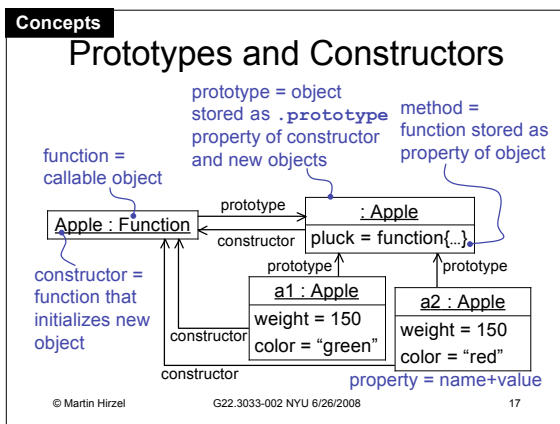 Concepts
Prototypes and Constructors
prototype = object
stored as .prototype
property of constructor
and new objects
method =
function stored as
property of object
function =
callable object
prototype
Apple : Function
constructor
: Apple
pluck = function{…}
constructor =
function that
initializes new
object
prototype
prototype
a1 : Apple
weight = 150
color = “green”
a2 : Apple
weight = 150
color = “red”
constructor
constructor
property = name+value
© Martin Hirzel
G22.3033-002 NYU 6/26/2008
17